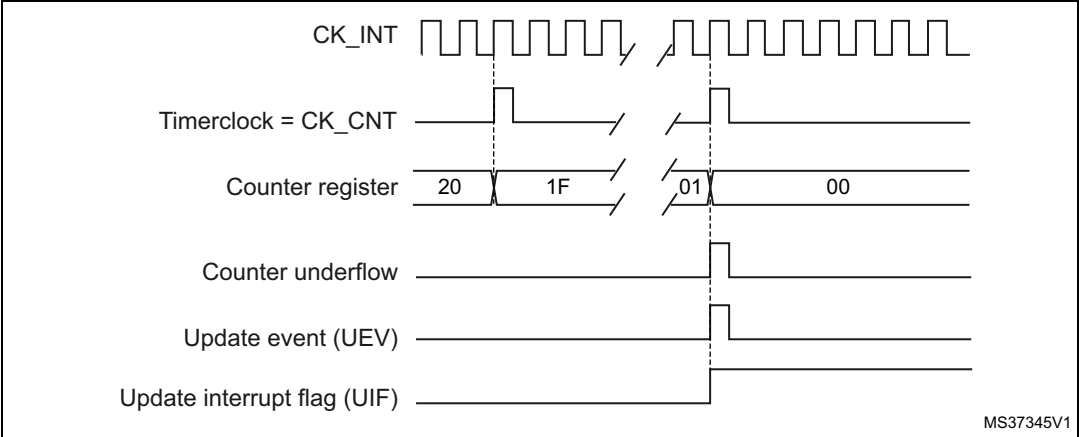 CK_INT
Timerclock = CK_CNT
Counter register 20 1F 01 00
Counter underflow
Update event (UEV)
Update interrupt flag (UIF)
MS37345V1